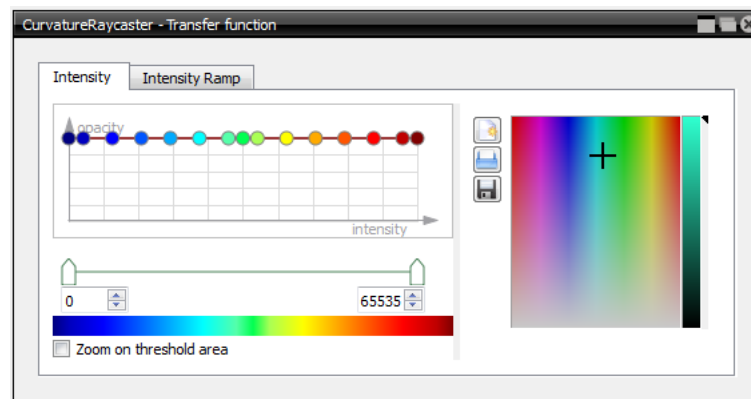 CurvatureRaycaster - Transfer function
Intensity
Intensity Ramp
opacity
intensity
0
65535
Zoom on threshold area